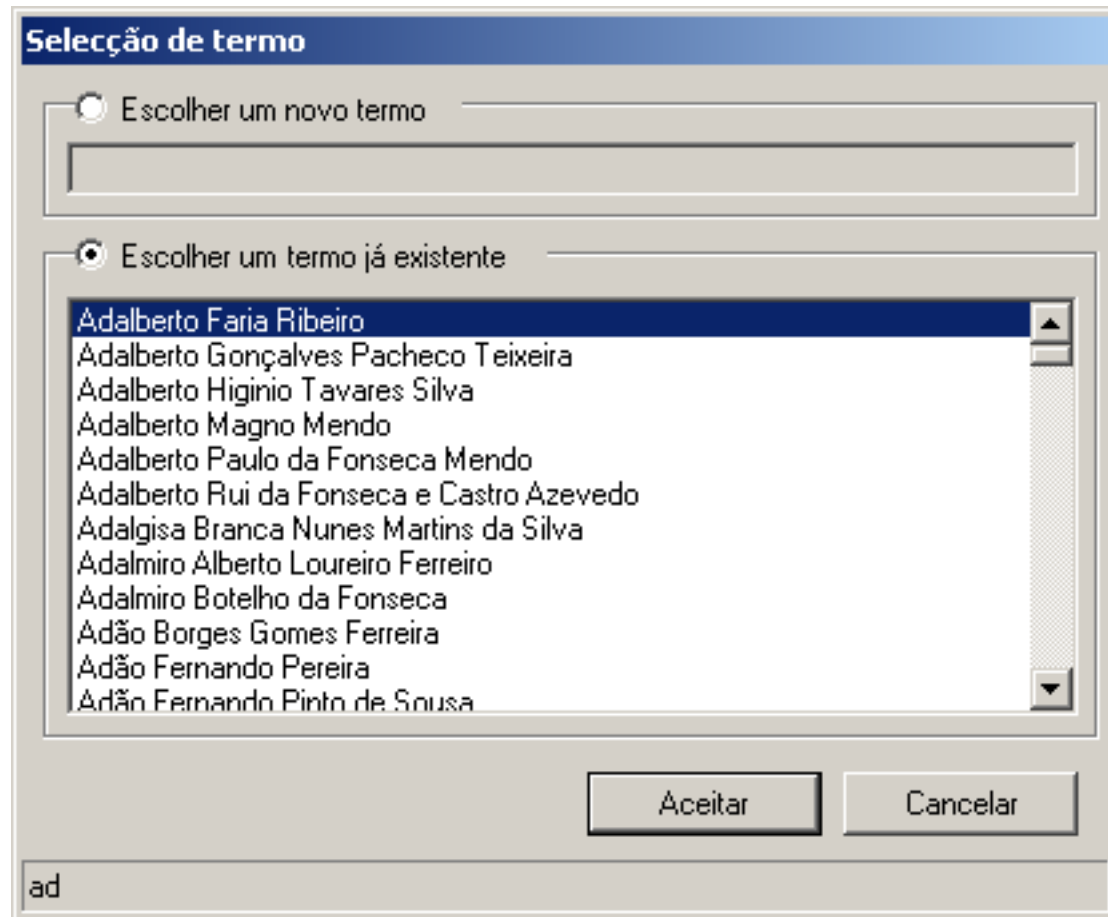 Selecção de termo
Escolher um novo termo
Escolher um termo já existente
Adalberto Faria Ribeiro
Adalberto Gonçalves Pacheco Teixeira
Adalberto Higinio Tavares Silva
Adalberto Magno Mendo
Adalberto Paulo da Fonseca Mendo
Adalberto Rui da Fonseca e Castro Azevedo
Adalgisa Branca Nunes Martins da Silva
Adalmiro Alberto Loureiro Ferreiro
Adalmiro Botelho da Fonseca
Adão Borges Gomes Ferreira
Adão Fernando Pereira
Adão Fernando Pinto de Sousa
Aceitar Cancelar
ad